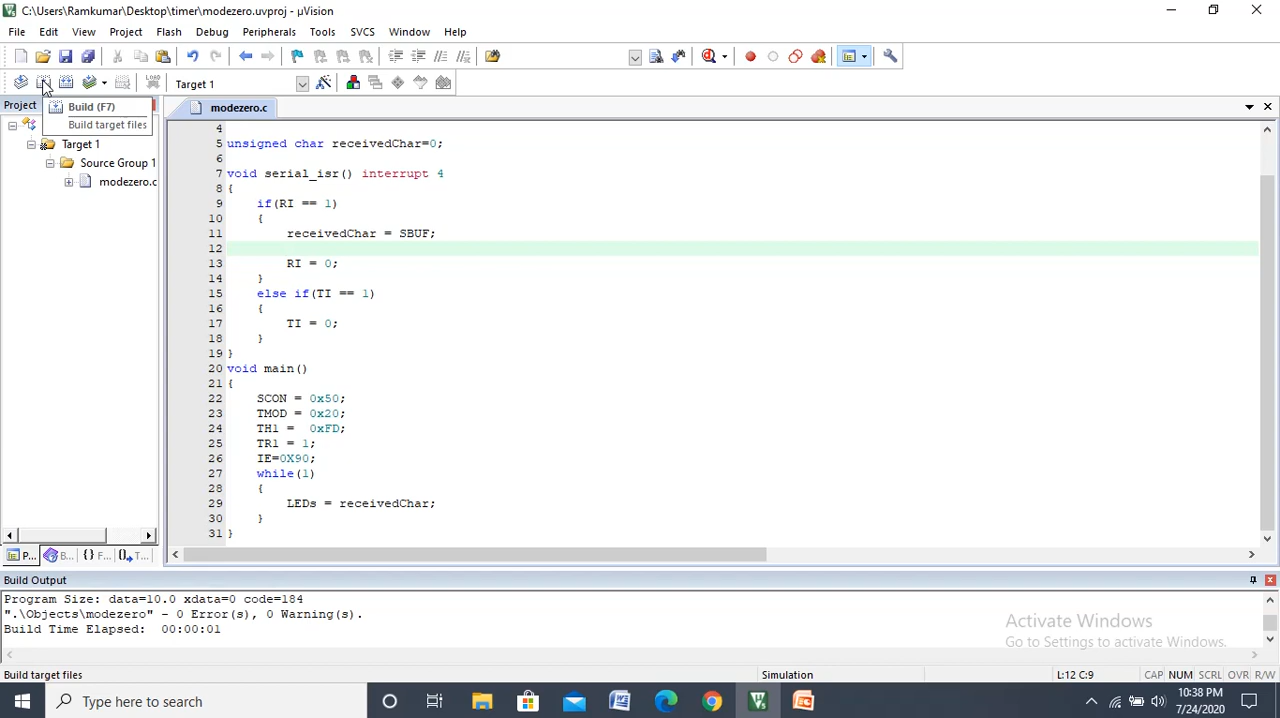 C:\Users\Ramkumar\Desktop\timer\modezero.uvproj - µVision
File Edit View Project Flash Debug Peripherals Tools SVCS Window Help
Target 1
Project
Build (F7)
Build target files
Target 1
Source Group 1
modezero.c
modezero.c
4
5 unsigned char receivedChar=0;
6
7 void serial_isr() interrupt 4
8 {
9 if(RI == 1)
10 {
11 receivedChar = SBUF;
12
13 RI = 0;
14 }
15 else if(TI == 1)
16 {
17 TI = 0;
18 }
19 }
20 void main()
21 {
22 SCON = 0x50;
23 TMOD = 0x20;
24 TH1 = 0xFD;
25 TR1 = 1;
26 IE=0X90;
27 while(1)
28 {
29 LEDs = receivedChar;
30 }
31 }
P... B... {} F... T...
Build Output
Program Size: data=10.0 xdata=0 code=184
".\Objects\modezero" - 0 Error(s), 0 Warning(s).
Build Time Elapsed: 00:00:01
Activate Windows
Go to Settings to activate Windows.
Build target files Simulation L:12 C:9 CAP NUM SCRL OVR R/W
Type here to search
10:38 PM
7/24/2020